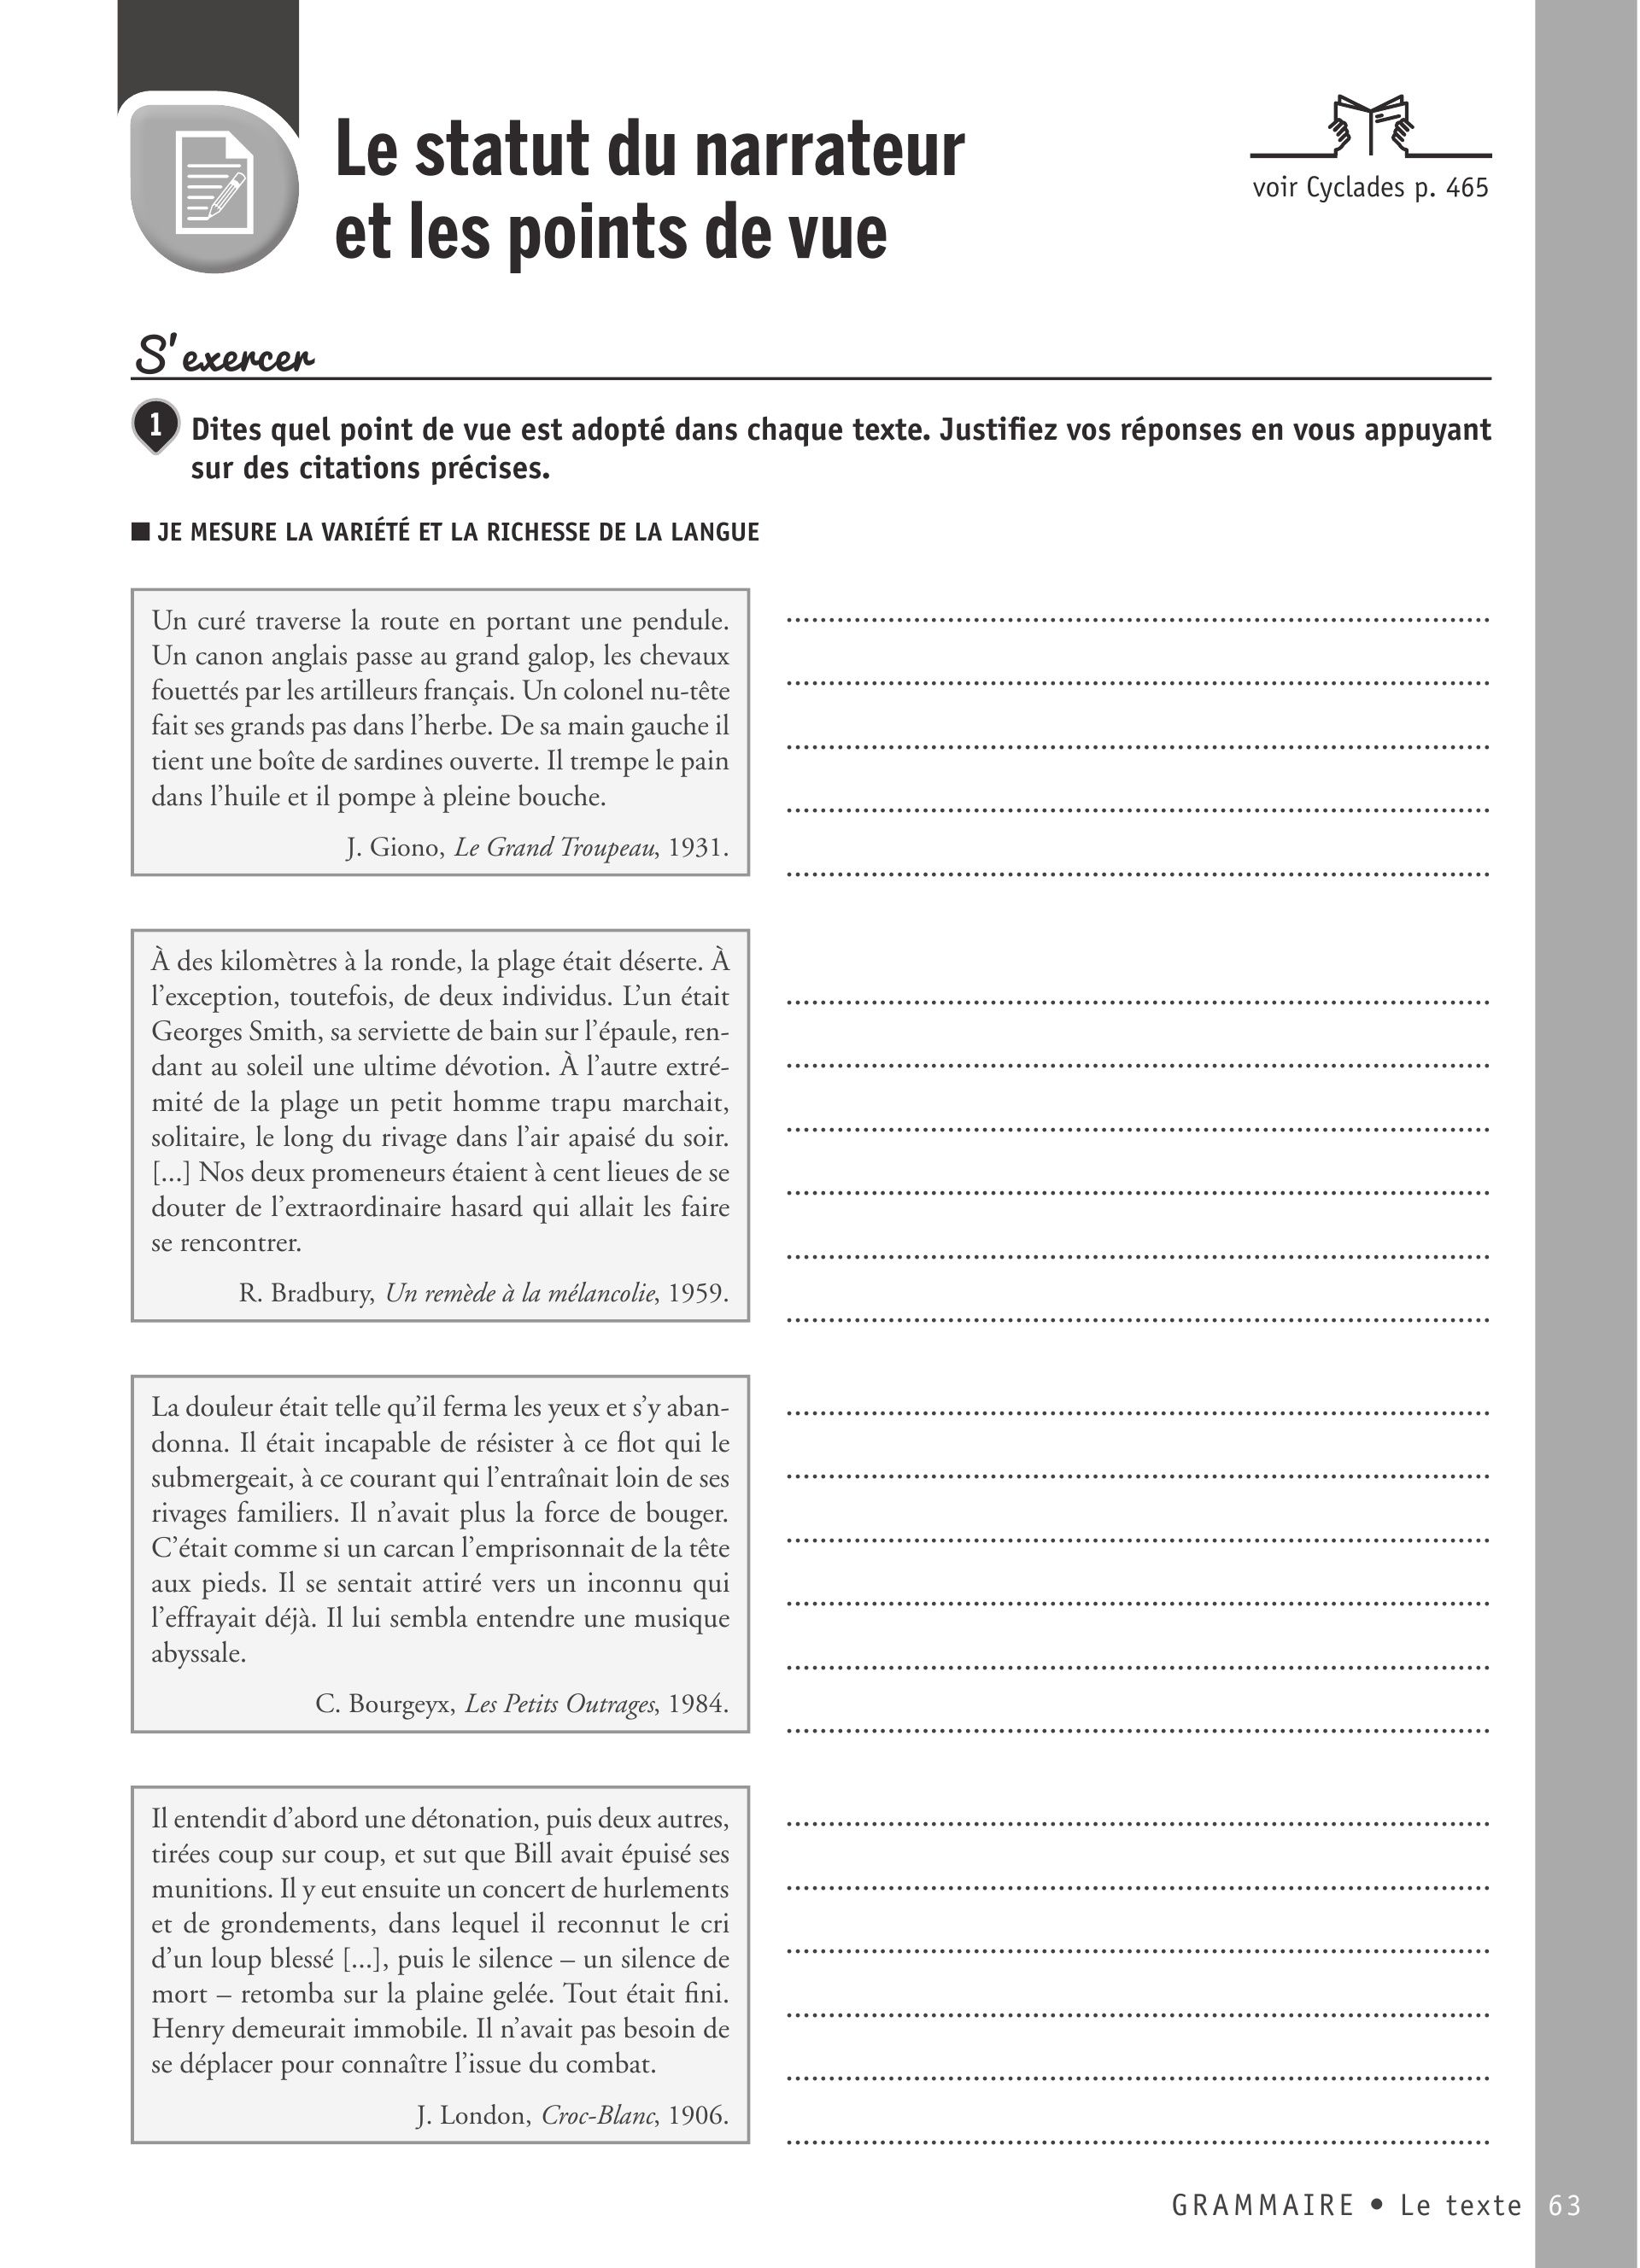 Le statut du narrateur
et les points de vue
voir Cyclades p. 465
S'exercer
1 Dites quel point de vue est adopté dans chaque texte. Justifiez vos réponses en vous appuyant
sur des citations précises.
■ JE MESURE LA VARIÉTÉ ET LA RICHESSE DE LA LANGUE
Un curé traverse la route en portant une pendule.
Un canon anglais passe au grand galop, les chevaux
fouettés par les artilleurs français. Un colonel nu-tête
fait ses grands pas dans l'herbe. De sa main gauche il
tient une boîte de sardines ouverte. Il trempe le pain
dans l'huile et il pompe à pleine bouche.
J. Giono, Le Grand Troupeau, 1931.
À des kilomètres à la ronde, la plage était déserte. À
l'exception, toutefois, de deux individus. L'un était
Georges Smith, sa serviette de bain sur l'épaule, ren-
dant au soleil une ultime dévotion. À l'autre extré-
mité de la plage un petit homme trapu marchait,
solitaire, le long du rivage dans l'air apaisé du soir.
[...] Nos deux promeneurs étaient à cent lieues de se
douter de l'extraordinaire hasard qui allait les faire
se rencontrer.
R. Bradbury, Un remède à la mélancolie, 1959.
La douleur était telle qu'il ferma les yeux et s'y aban-
donna. Il était incapable de résister à ce flot qui le
submergeait, à ce courant qui l'entraînait loin de ses
rivages familiers. Il n'avait plus la force de bouger.
C'était comme si un carcan l'emprisonnait de la tête
aux pieds. Il se sentait attiré vers un inconnu qui
l'effrayait déjà. Il lui sembla entendre une musique
abyssale.
C. Bourgeyx, Les Petits Outrages, 1984.
Il entendit d'abord une détonation, puis deux autres,
tirées coup sur coup, et sut que Bill avait épuisé ses
munitions. Il y eut ensuite un concert de hurlements
et de grondements, dans lequel il reconnut le cri
d'un loup blessé [...], puis le silence – un silence de
mort – retomba sur la plaine gelée. Tout était fini.
Henry demeurait immobile. Il n'avait pas besoin de
se déplacer pour connaître l'issue du combat.
J. London, Croc-Blanc, 1906.
GRAMMAIRE • Le texte 63